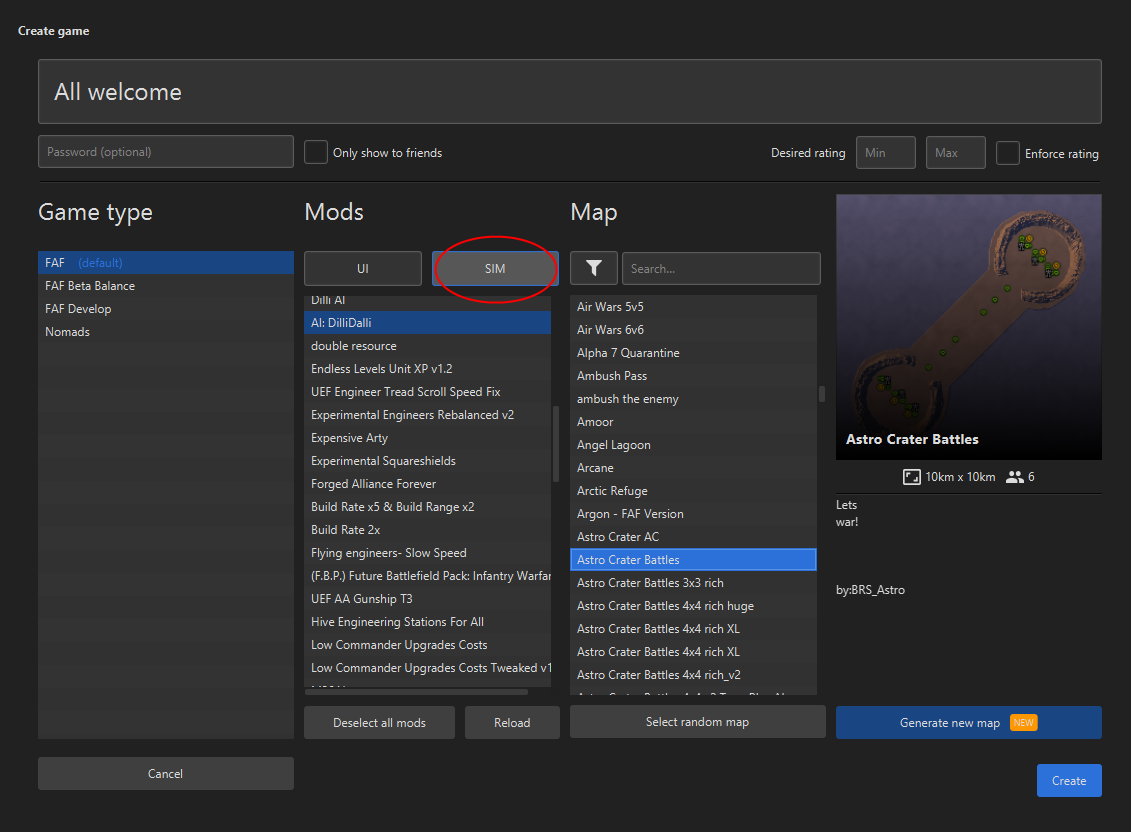 Create game
All welcome
Password (optional)
Only show to friends
Desired rating
Min
Max
Enforce rating
Game type
FAF (default)
FAF Beta Balance
FAF Develop
Nomads
Mods
UI
SIM
Dilli AI
AI: DilliDalli
double resource
Endless Levels Unit XP v1.2
UEF Engineer Tread Scroll Speed Fix
Experimental Engineers Rebalanced v2
Expensive Arty
Experimental Squareshields
Forged Alliance Forever
Build Rate x5 & Build Range x2
Build Rate 2x
Flying engineers- Slow Speed
(F.B.P.) Future Battlefield Pack: Infantry Warfar
UEF AA Gunship T3
Hive Engineering Stations For All
Low Commander Upgrades Costs
Low Commander Upgrades Costs Tweaked v1
Deselect all mods
Reload
Map
Search...
Air Wars 5v5
Air Wars 6v6
Alpha 7 Quarantine
Ambush Pass
ambush the enemy
Amoor
Angel Lagoon
Arcane
Arctic Refuge
Argon - FAF Version
Astro Crater AC
Astro Crater Battles
Astro Crater Battles 3x3 rich
Astro Crater Battles 4x4 rich huge
Astro Crater Battles 4x4 rich XL
Astro Crater Battles 4x4 rich XL
Astro Crater Battles 4x4 rich_v2
Select random map
Astro Crater Battles
10km x 10km
6
Lets
war!
by:BRS_Astro
Generate new map NEW
Cancel
Create